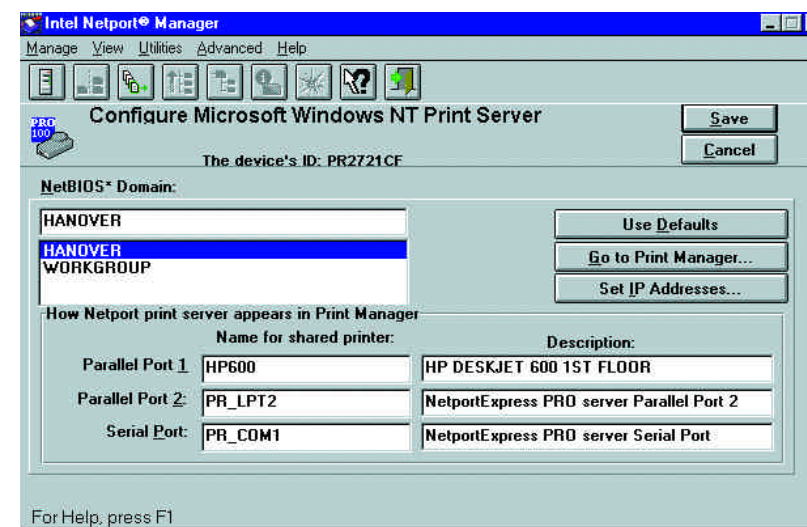 Intel Netport® Manager
Manage View Utilities Advanced Help
PRO
100
Configure Microsoft Windows NT Print Server
Save
The device's ID: PR2721CF
Cancel
NetBIOS* Domain:
HANOVER
HANOVER
WORKGROUP
Use Defaults
Go to Print Manager...
Set IP Addresses...
How Netport print server appears in Print Manager
Name for shared printer: Description:
Parallel Port 1 HP600 HP DESKJET 600 1ST FLOOR
Parallel Port 2: PR_LPT2 NetportExpress PRO server Parallel Port 2
Serial Port: PR_COM1 NetportExpress PRO server Serial Port
For Help, press F1